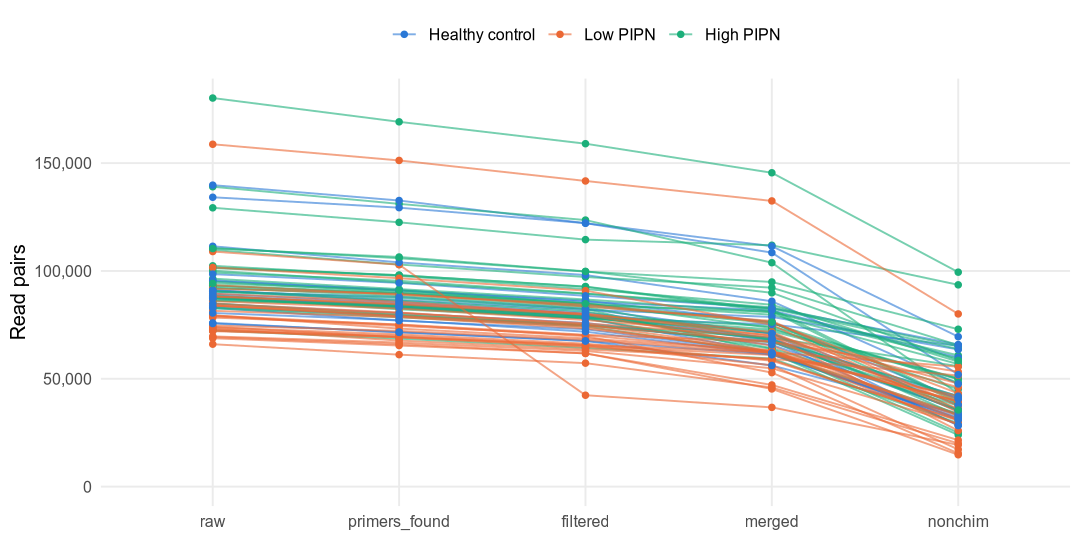 Healthy control Low PIPN High PIPN
Read pairs
150,000
100,000
50,000
0
raw primers_found filtered merged nonchim